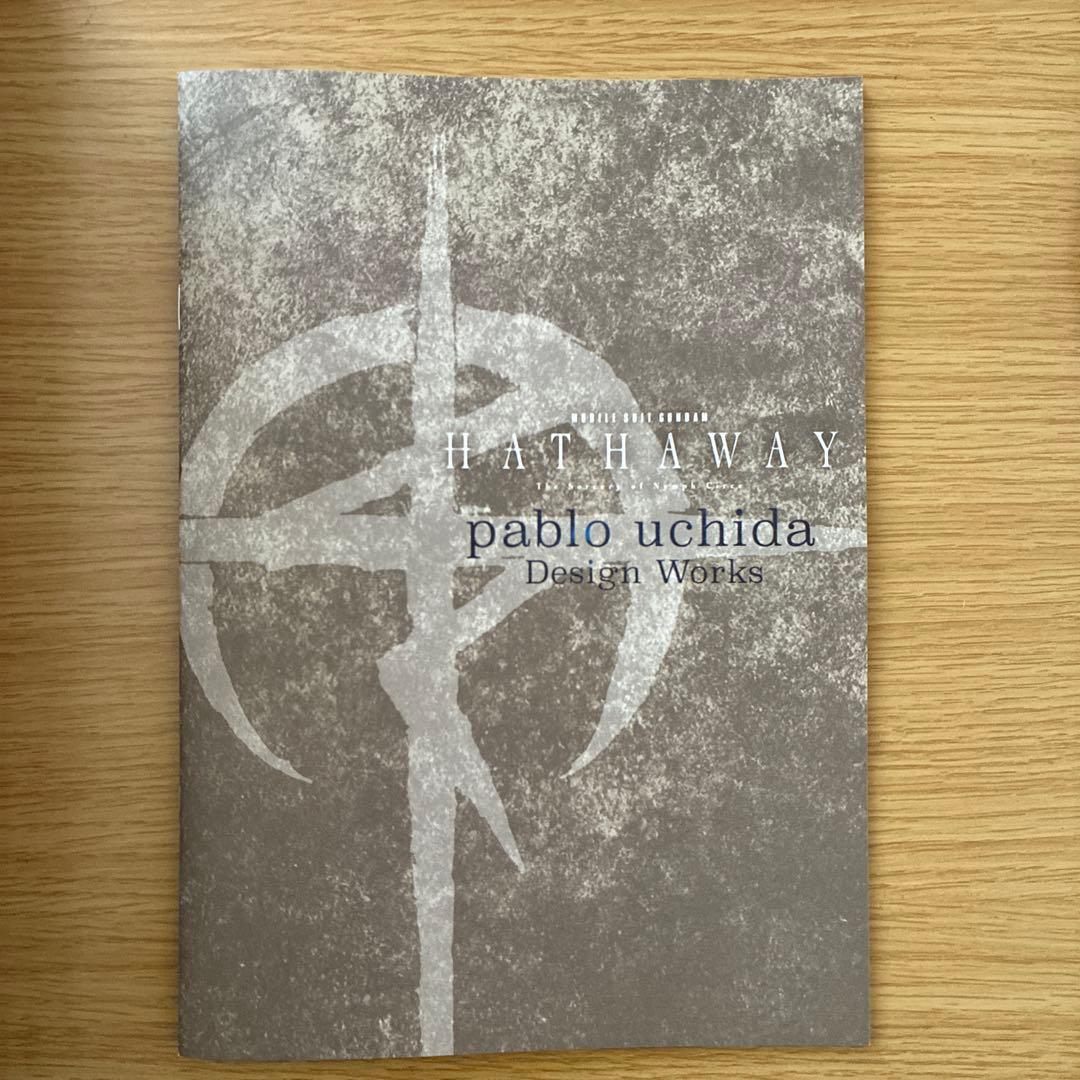 MOBILE SUIT GUNDAM
HATHAWAY
The Sorcery of Nymph Circe
pablo uchida
Design Works